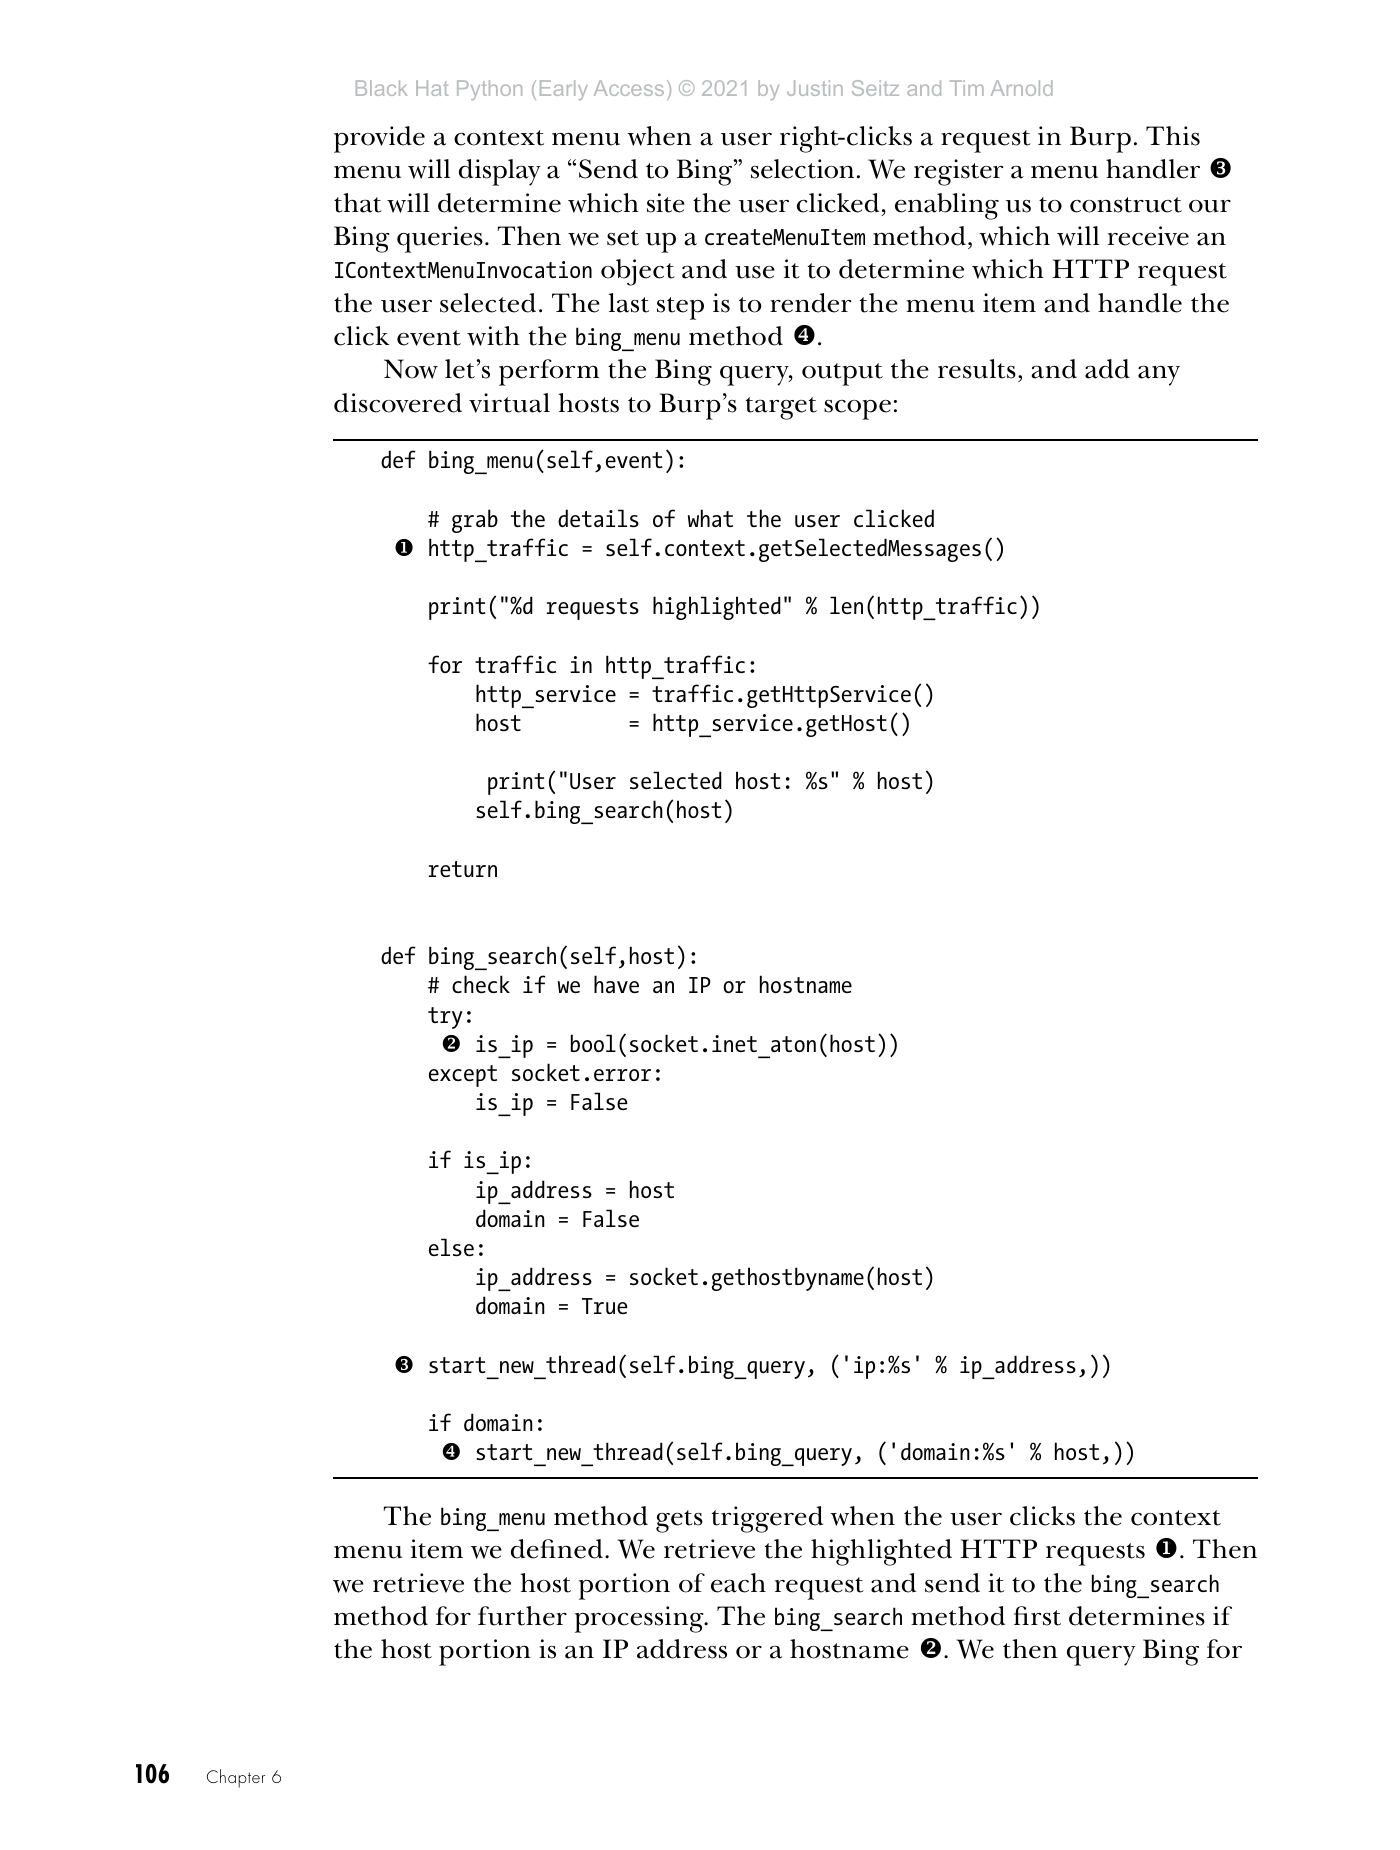 Black Hat Python (Early Access) © 2021 by Justin Seitz and Tim Arnold
provide a context menu when a user right-clicks a request in Burp. This
menu will display a “Send to Bing” selection. We register a menu handler ❸
that will determine which site the user clicked, enabling us to construct our
Bing queries. Then we set up a createMenuItem method, which will receive an
IContextMenuInvocation object and use it to determine which HTTP request
the user selected. The last step is to render the menu item and handle the
click event with the bing_menu method ❹.
Now let’s perform the Bing query, output the results, and add any
discovered virtual hosts to Burp’s target scope:
def bing_menu(self,event):
# grab the details of what the user clicked
❶ http_traffic = self.context.getSelectedMessages()
print("%d requests highlighted" % len(http_traffic))
for traffic in http_traffic:
http_service = traffic.getHttpService()
host         = http_service.getHost()
print("User selected host: %s" % host)
self.bing_search(host)
return
def bing_search(self,host):
# check if we have an IP or hostname
try:
❷ is_ip = bool(socket.inet_aton(host))
except socket.error:
is_ip = False
if is_ip:
ip_address = host
domain = False
else:
ip_address = socket.gethostbyname(host)
domain = True
❸ start_new_thread(self.bing_query, ('ip:%s' % ip_address,))
if domain:
❹ start_new_thread(self.bing_query, ('domain:%s' % host,))
The bing_menu method gets triggered when the user clicks the context
menu item we defined. We retrieve the highlighted HTTP requests ❶. Then
we retrieve the host portion of each request and send it to the bing_search
method for further processing. The bing_search method first determines if
the host portion is an IP address or a hostname ❷. We then query Bing for
106 Chapter 6